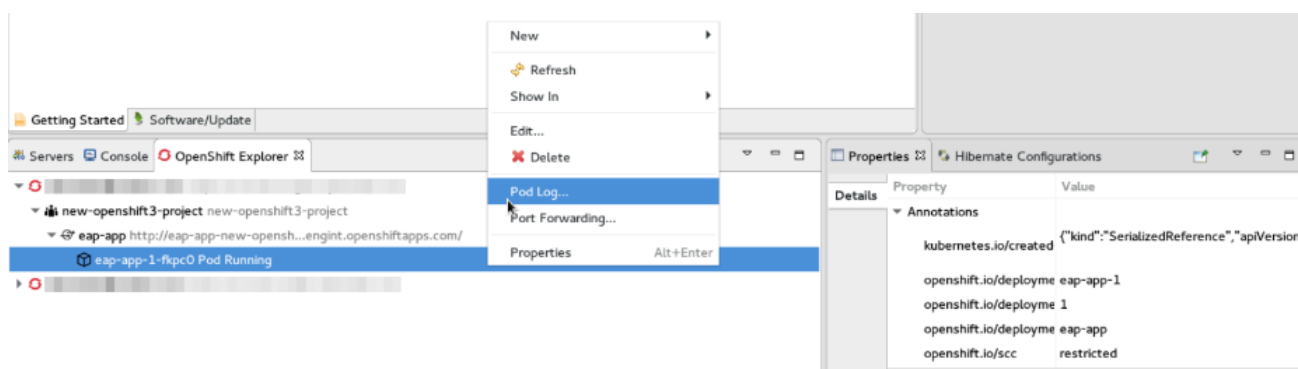 New
Refresh
Show In
Edit...
Delete
Pod Log...
Port Forwarding...
Properties Alt+Enter
Getting Started Software/Update
Servers Console OpenShift Explorer
new-openshift3-project new-openshift3-project
eap-app http://eap-app-new-opensh...engint.openshiftapps.com/
eap-app-1-fkpc0 Pod Running
Properties Hibernate Configurations
Details
Property Value
Annotations
kubernetes.io/created {"kind":"SerializedReference","apiVersion
openshift.io/deployme eap-app-1
openshift.io/deployme 1
openshift.io/deployme eap-app
openshift.io/scc restricted